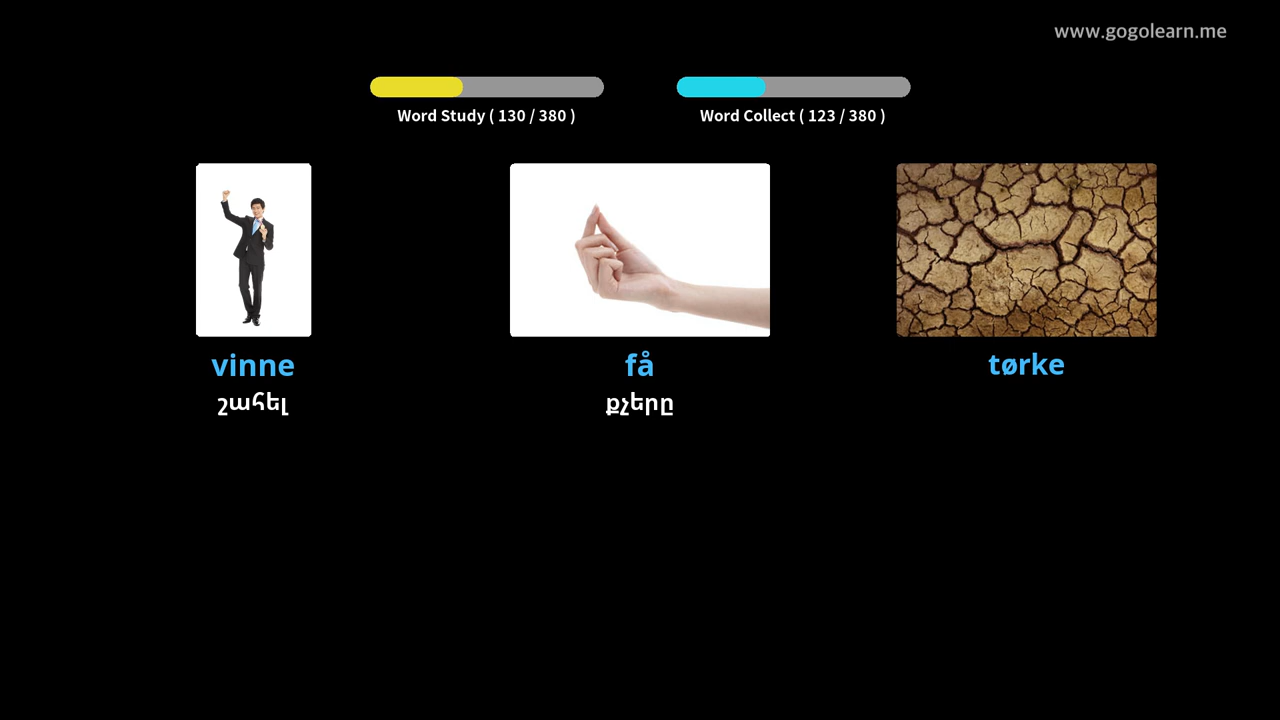 www.gogolearn.me
Word Study ( 130 / 380 )
Word Collect ( 123 / 380 )
vinne
få
tørke
շահել
քչերը